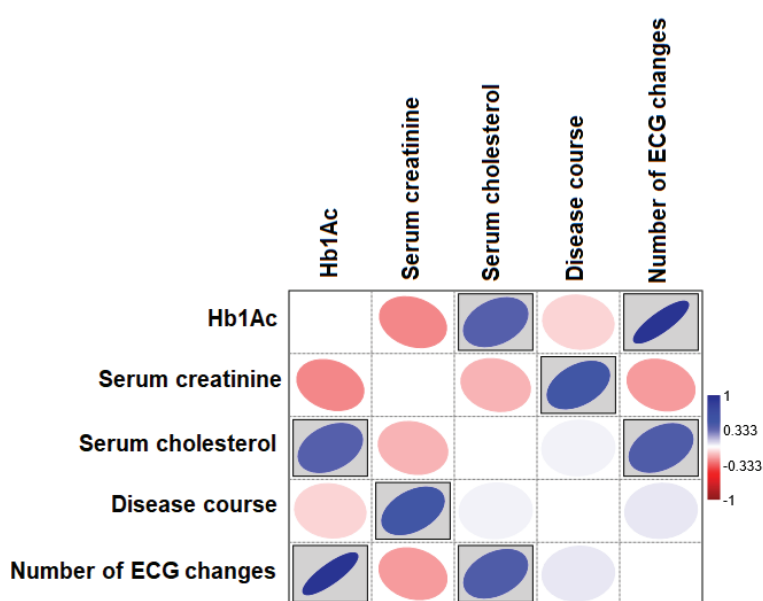 Hb1Ac
Serum creatinine
Serum cholesterol
Disease course
Number of ECG changes
Hb1Ac
Serum creatinine
Serum cholesterol
Disease course
Number of ECG changes
1
0.333
-0.333
-1